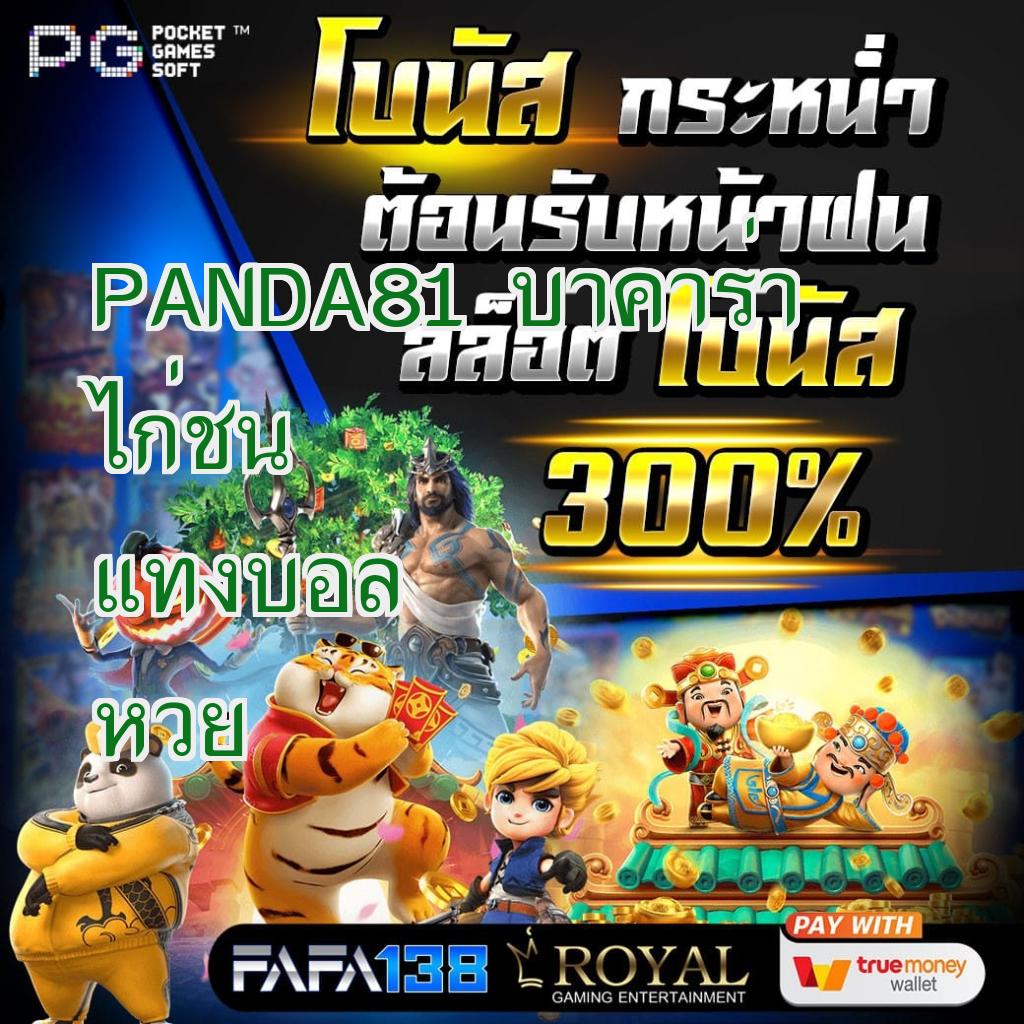 PG POCKET GAMES SOFT™
โบนัส กระหน่ำ
ต้อนรับหน้าฝน
PANDA81 บาคาร่า
สล็อต โบนัส
ไก่ชน
300%
แทงบอล
หวย
FAFA138
ROYAL
GAMING ENTERTAINMENT
PAY WITH
truemoney
wallet